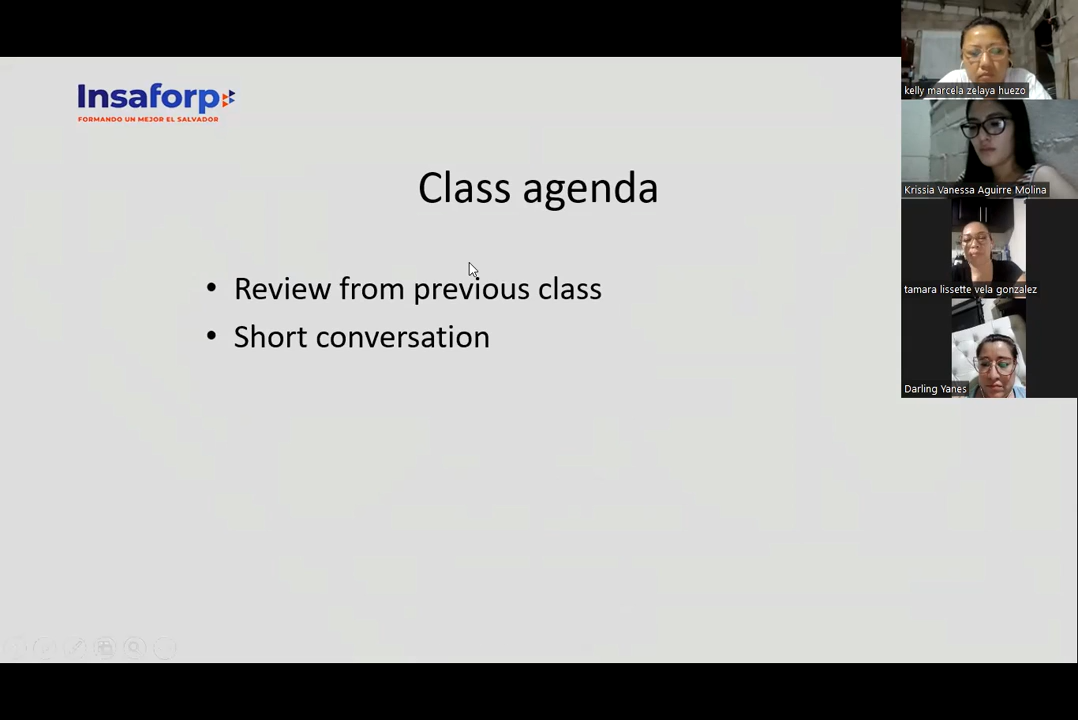 Insaforp
FORMANDO UN MEJOR EL SALVADOR
Class agenda
• Review from previous class
• Short conversation
kelly marcela zelaya huezo
Krissia Vanessa Aguirre Molina
tamara lissette vela gonzalez
Darling Yanes